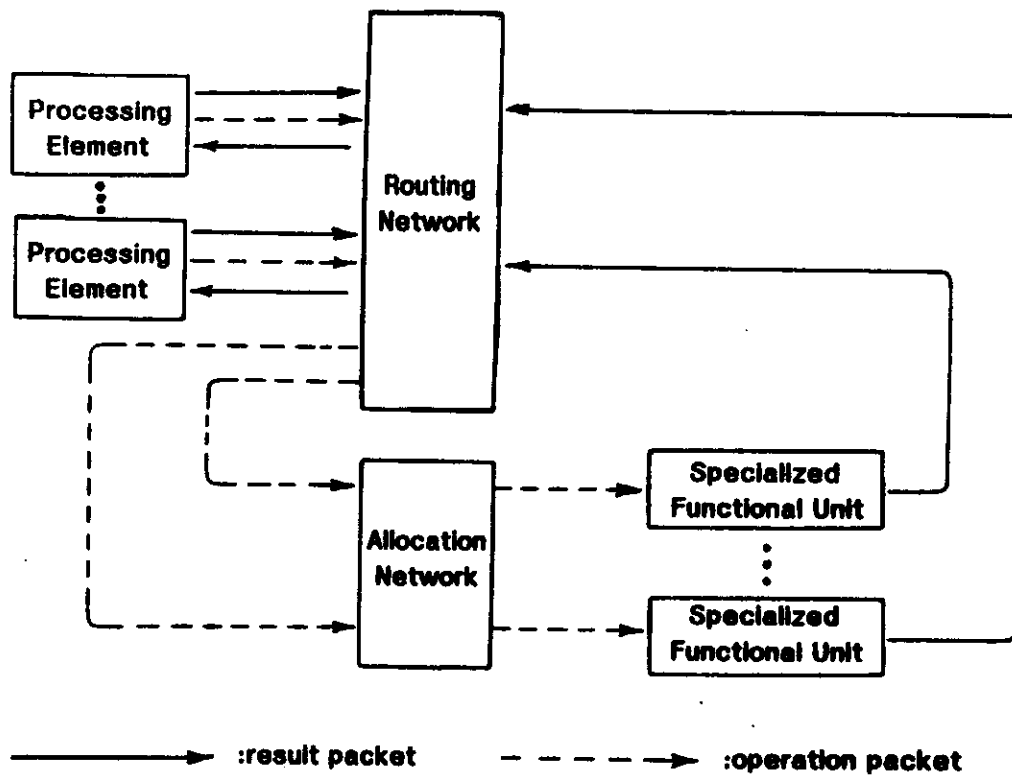 Processing
Element
Processing
Element
Routing
Network
Allocation
Network
Specialized
Functional Unit
Specialized
Functional Unit
:result packet
:operation packet